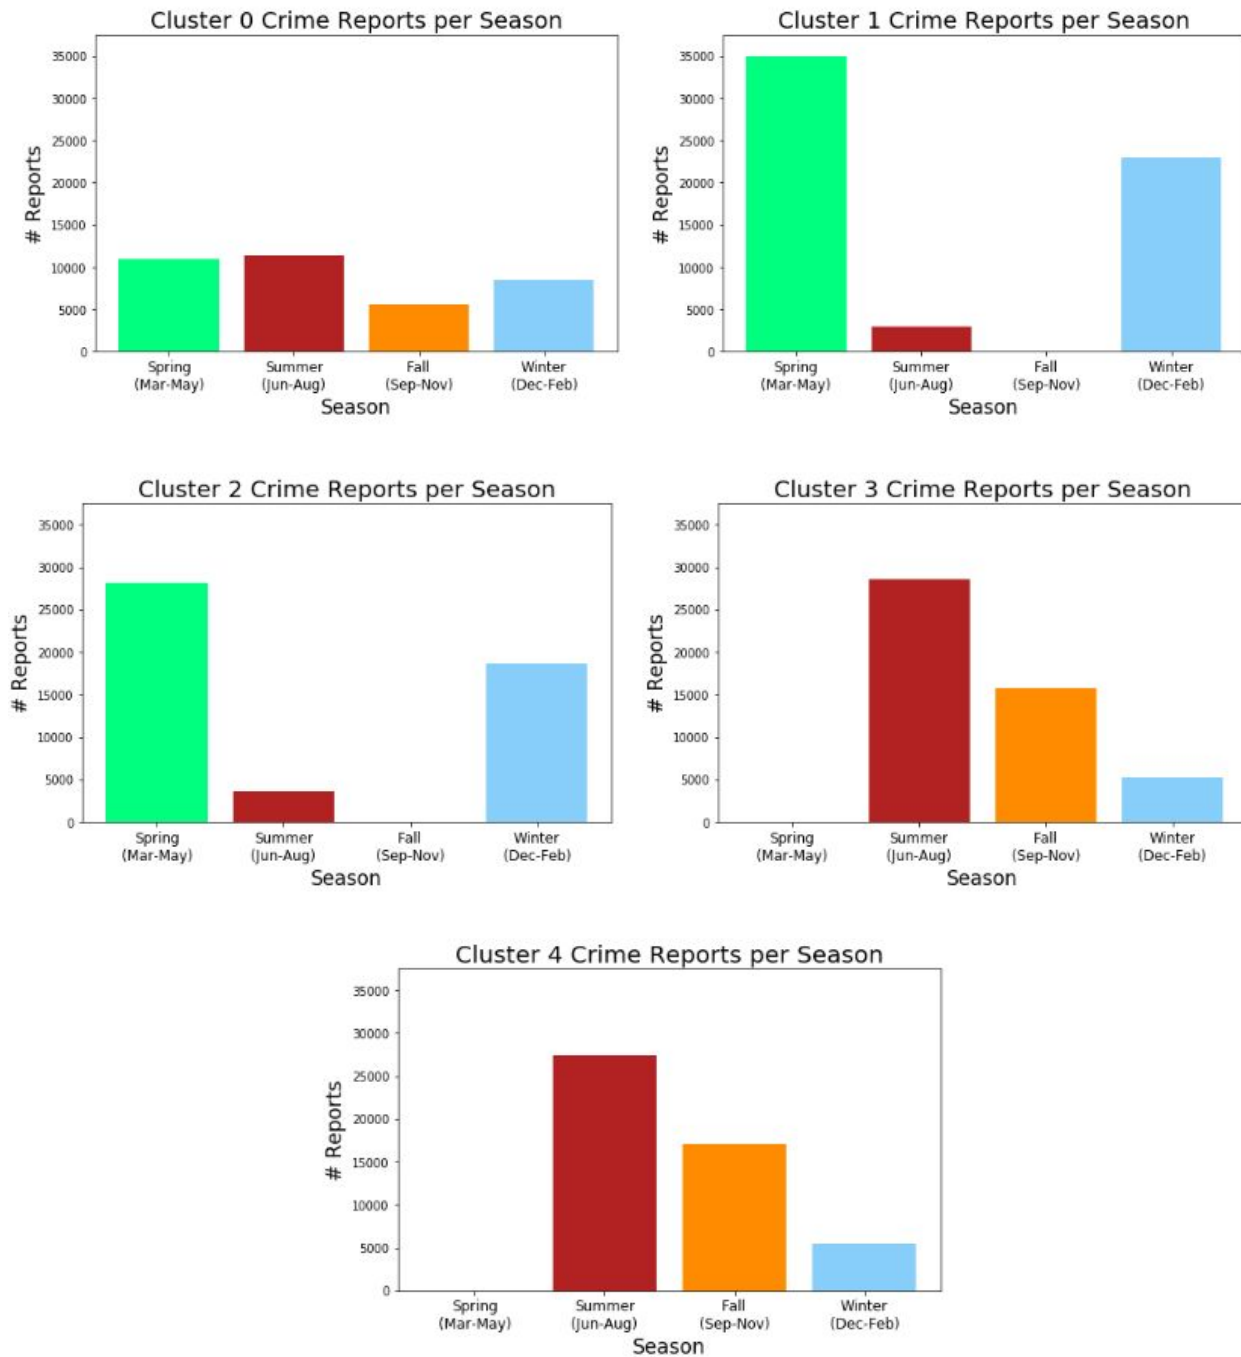 Cluster 0 Crime Reports per Season
35000
30000
25000
20000
15000
10000
5000
0
# Reports
Spring
(Mar-May)
Summer
(Jun-Aug)
Fall
(Sep-Nov)
Winter
(Dec-Feb)
Season
Cluster 1 Crime Reports per Season
35000
30000
25000
20000
15000
10000
5000
0
# Reports
Spring
(Mar-May)
Summer
(Jun-Aug)
Fall
(Sep-Nov)
Winter
(Dec-Feb)
Season
Cluster 2 Crime Reports per Season
35000
30000
25000
20000
15000
10000
5000
0
# Reports
Spring
(Mar-May)
Summer
(Jun-Aug)
Fall
(Sep-Nov)
Winter
(Dec-Feb)
Season
Cluster 3 Crime Reports per Season
35000
30000
25000
20000
15000
10000
5000
0
# Reports
Spring
(Mar-May)
Summer
(Jun-Aug)
Fall
(Sep-Nov)
Winter
(Dec-Feb)
Season
Cluster 4 Crime Reports per Season
35000
30000
25000
20000
15000
10000
5000
0
# Reports
Spring
(Mar-May)
Summer
(Jun-Aug)
Fall
(Sep-Nov)
Winter
(Dec-Feb)
Season